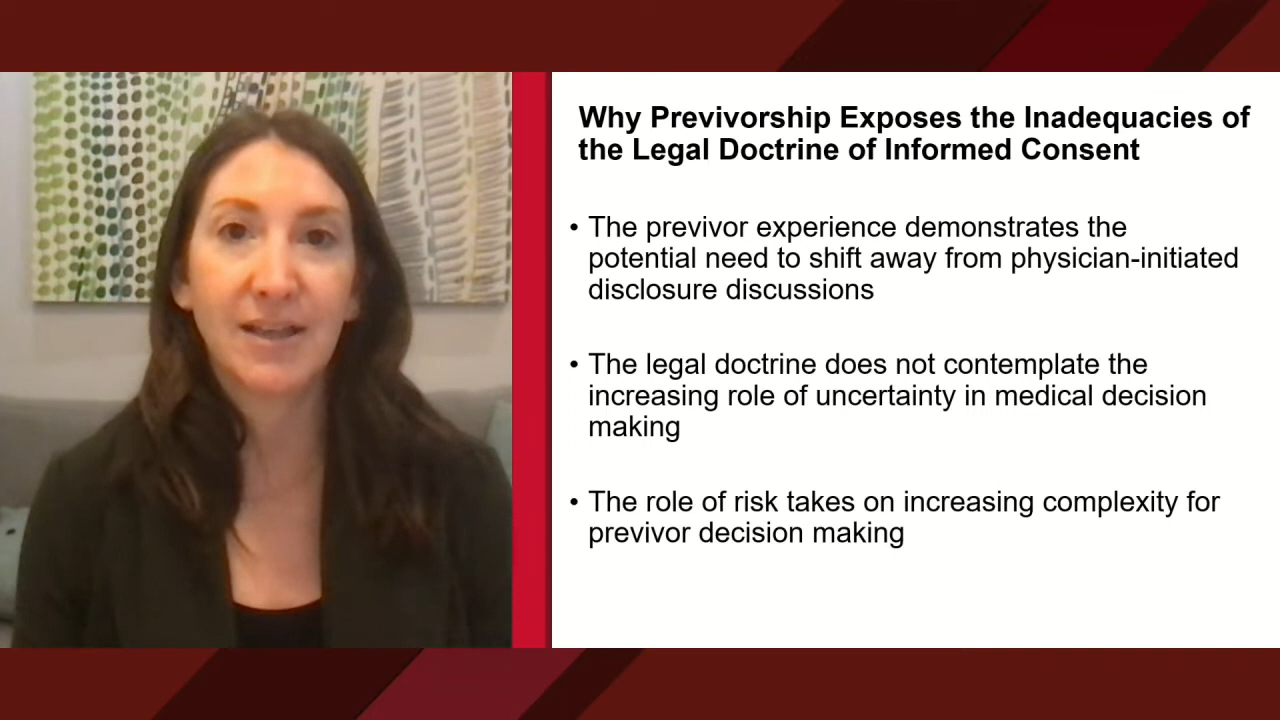 Why Previvorship Exposes the Inadequacies of
the Legal Doctrine of Informed Consent
• The previvor experience demonstrates the
potential need to shift away from physician-initiated
disclosure discussions
• The legal doctrine does not contemplate the
increasing role of uncertainty in medical decision
making
• The role of risk takes on increasing complexity for
previvor decision making